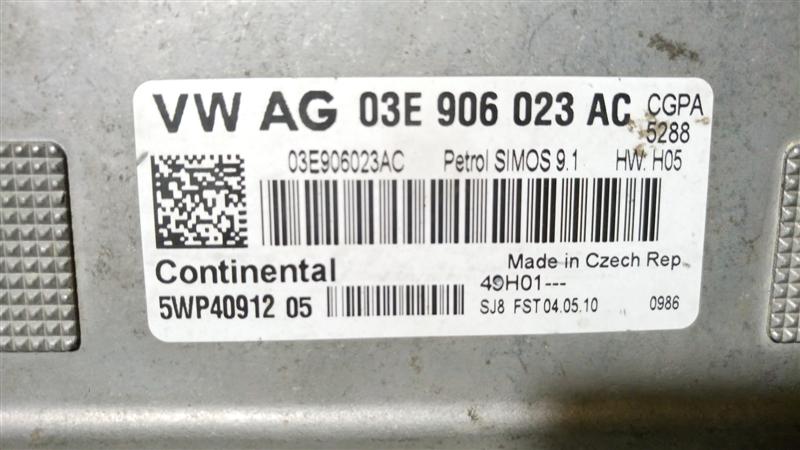 VW AG 03E 906 023 AC CGPA
5288
03E906023AC Petrol SIMOS 9.1 HW: H05
Continental Made in Czech Rep
49H01---
5WP40912 05 SJ8 FST 04.05.10 0986